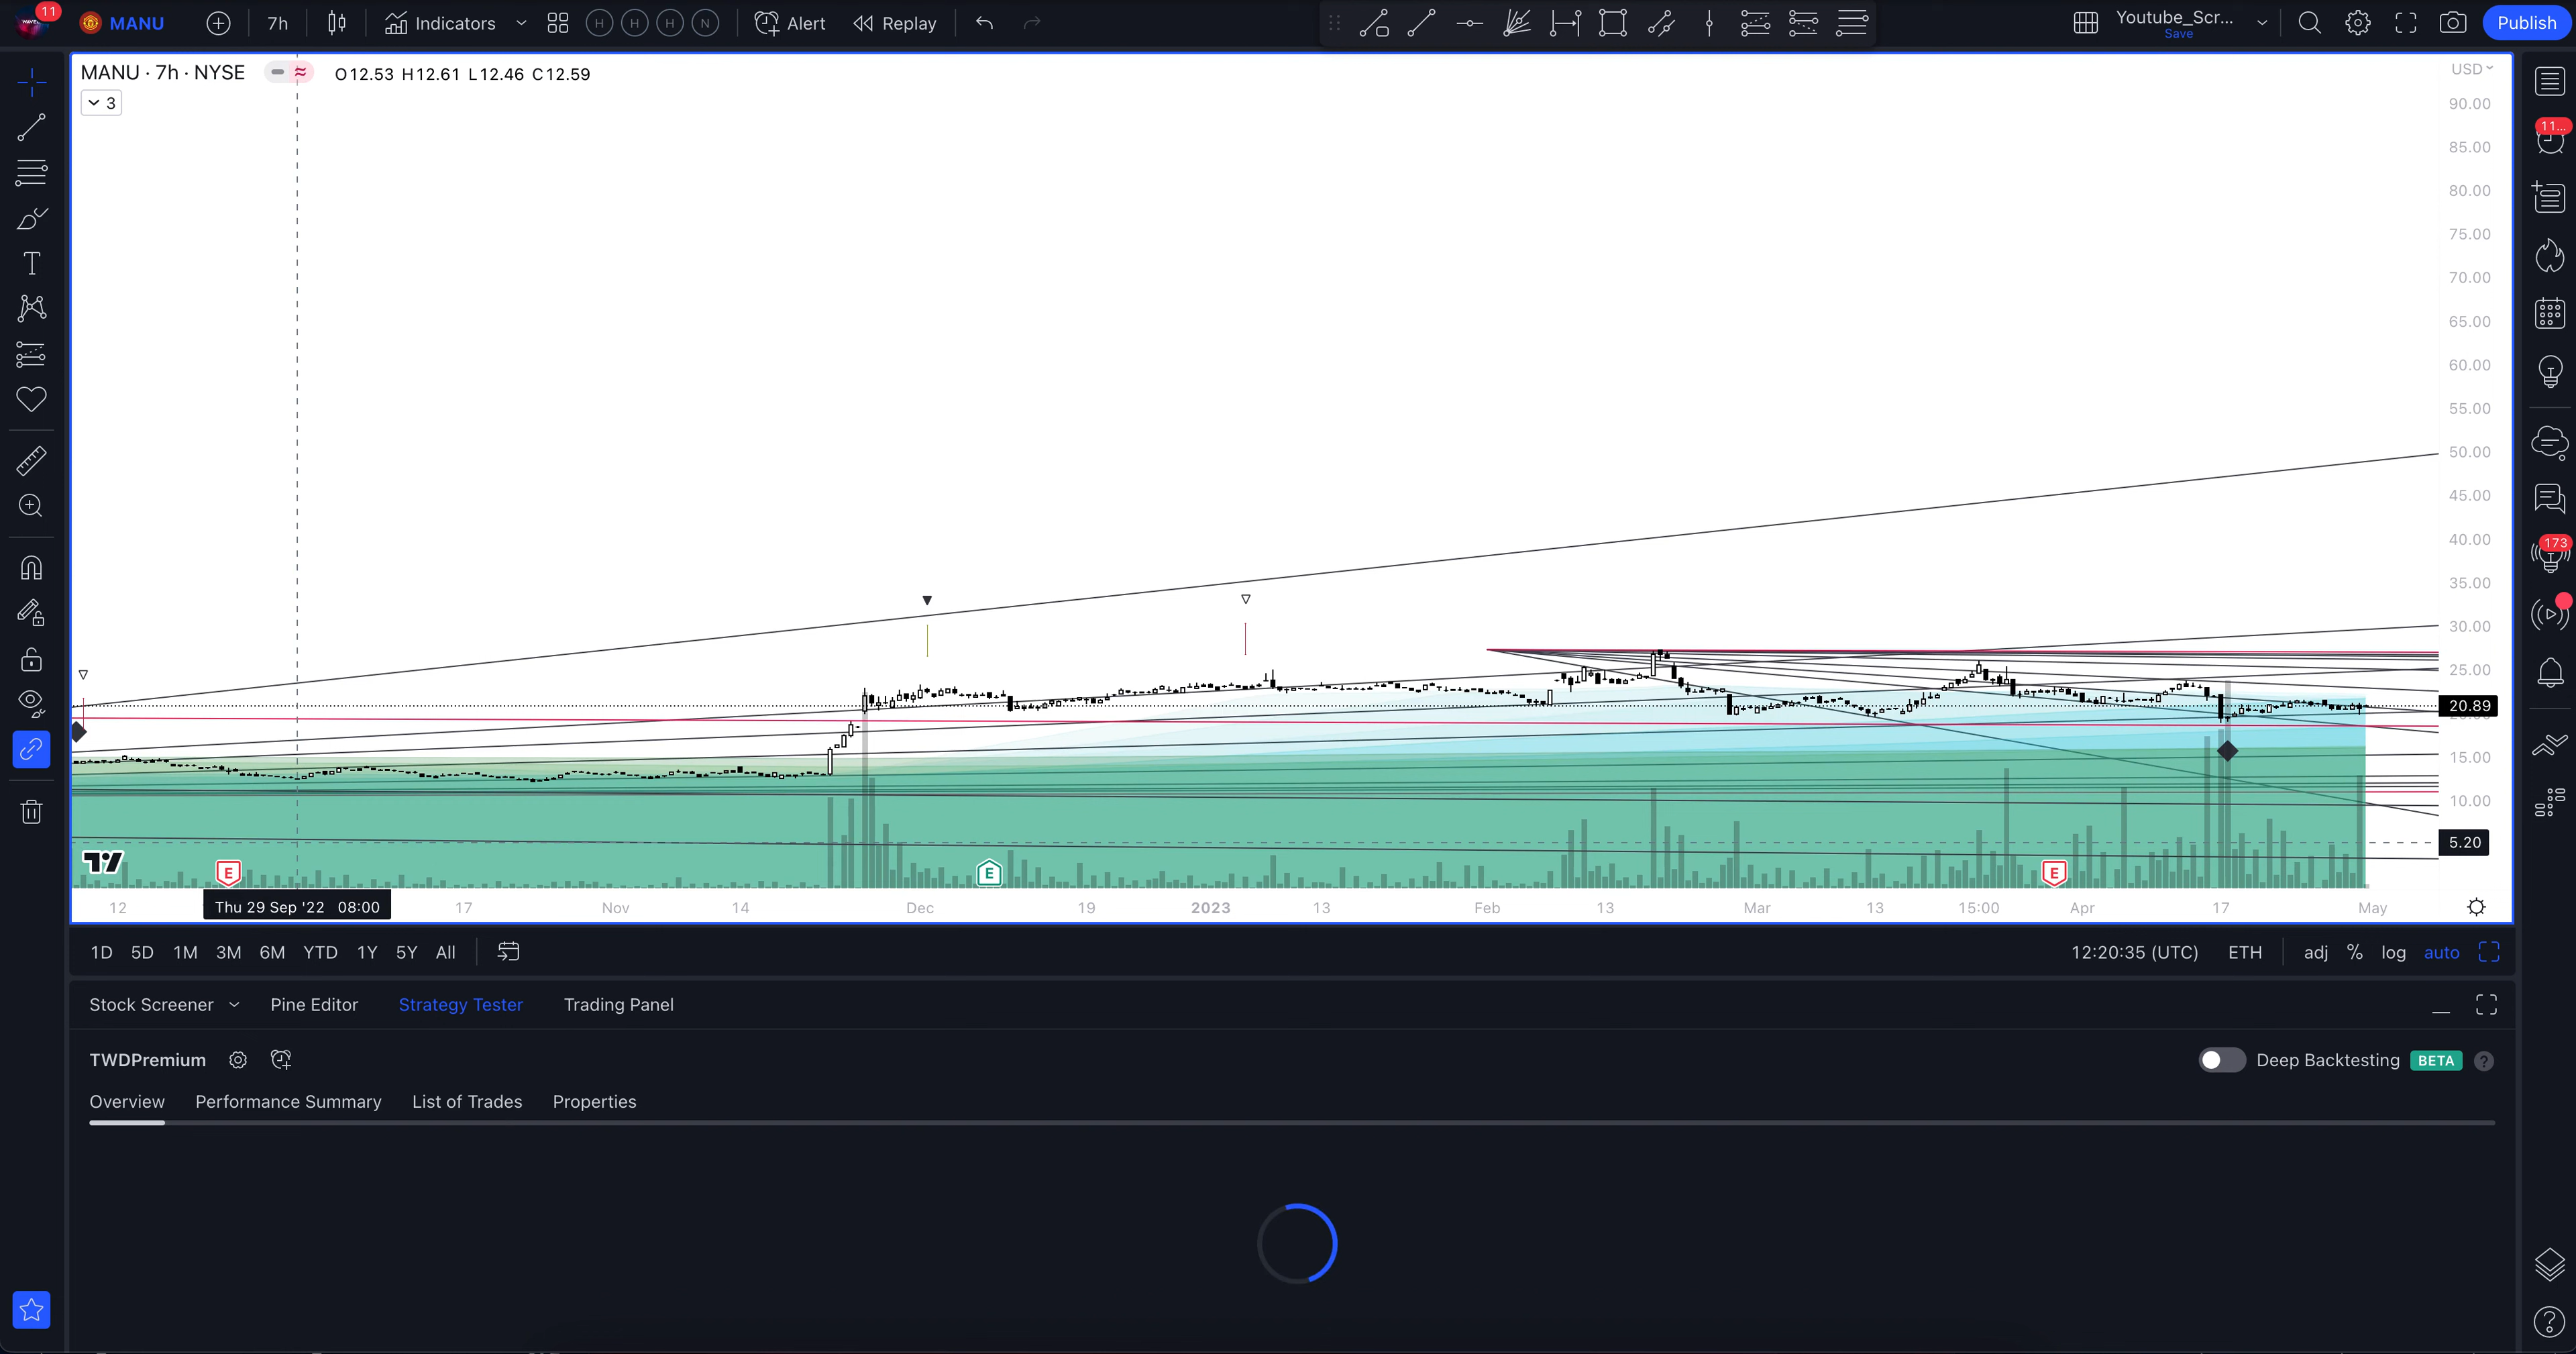 11
MANU
7h
Indicators
H
H
H
N
Alert
Replay
Youtube_Scr...
Save
Publish
MANU · 7h · NYSE
O12.53 H12.61 L12.46 C12.59
3
USD
90.00
85.00
80.00
75.00
70.00
65.00
60.00
55.00
50.00
45.00
40.00
35.00
30.00
25.00
20.89
15.00
10.00
5.20
11...
173
E
E
E
12
Thu 29 Sep '22 08:00
17
Nov
14
Dec
19
2023
13
Feb
13
Mar
13
15:00
Apr
17
May
1D 5D 1M 3M 6M YTD 1Y 5Y All
12:20:35 (UTC) ETH adj % log auto
Stock Screener Pine Editor Strategy Tester Trading Panel
TWDPremium
Deep Backtesting BETA ?
Overview Performance Summary List of Trades Properties